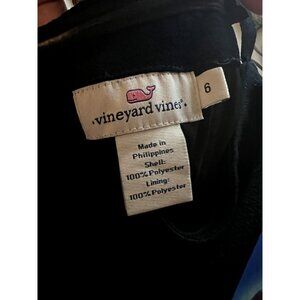 ·vineyard vines·
6
Made in
Philippines
Shell:
100% Polyester
Lining:
100% Polyester